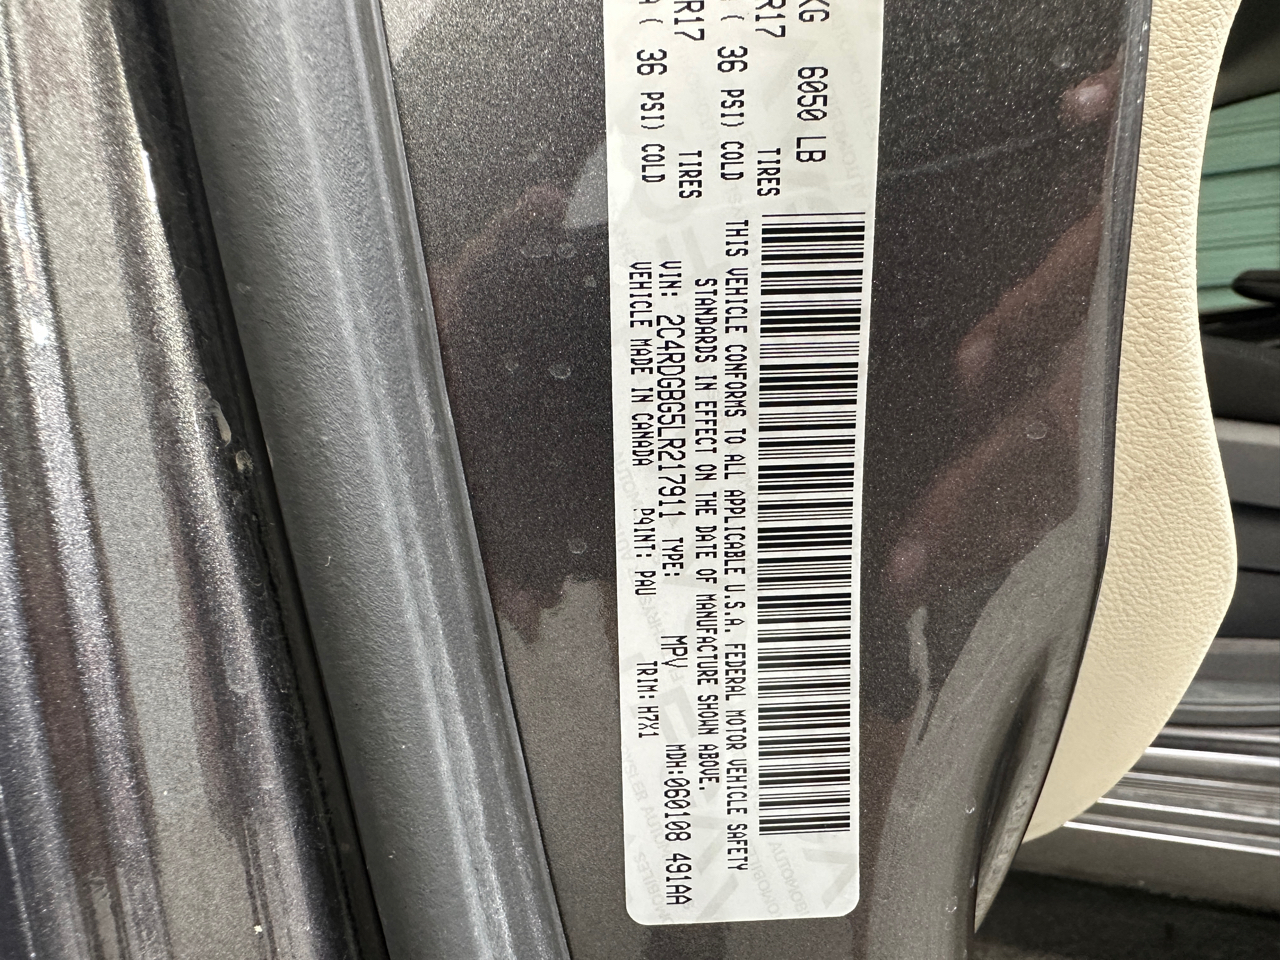 KG 6050 LB
R17 TIRES
( 36 PSI) COLD
R17 TIRES
( 36 PSI) COLD
THIS VEHICLE CONFORMS TO ALL APPLICABLE U.S.A. FEDERAL MOTOR VEHICLE SAFETY
STANDARDS IN EFFECT ON THE DATE OF MANUFACTURE SHOWN ABOVE.
VIN: 2C4RDGBG5LR217911 TYPE: MPV MDH:060108 491AA
VEHICLE MADE IN CANADA PAINT: PAU TRIM: H7X1